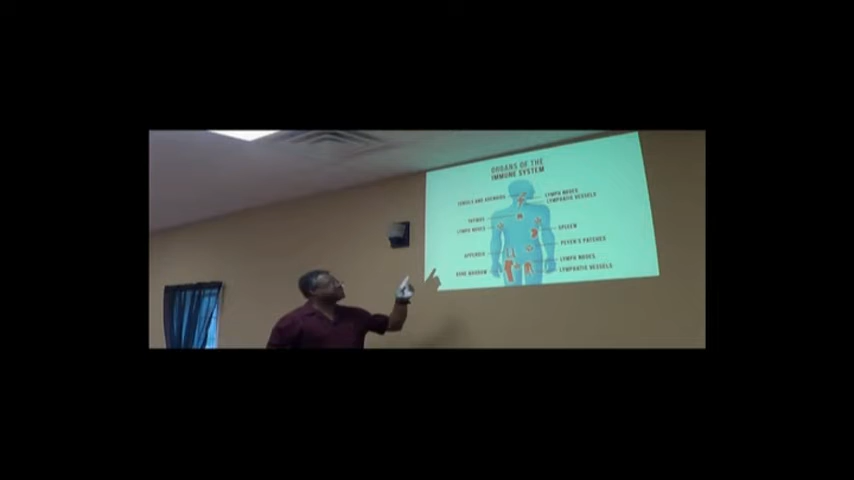 ORGANS OF THE
IMMUNE SYSTEM
TONSILS AND ADENOIDS
LYMPH NODES
LYMPHATIC VESSELS
THYMUS
LYMPH NODES
SPLEEN
PEYER'S PATCHES
APPENDIX
LYMPH NODES
BONE MARROW
LYMPHATIC VESSELS